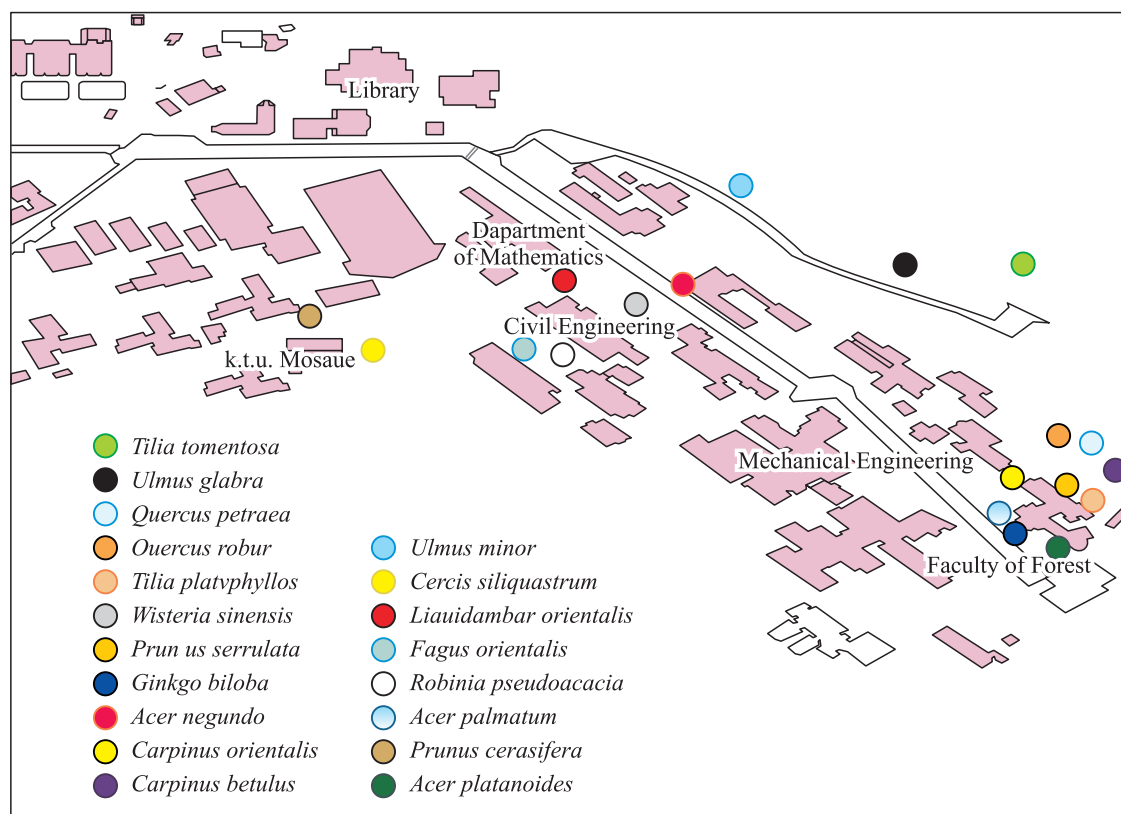 Library
Dapartment
of Mathematics
Civil Engineering
k.t.u. Mosaue
Mechanical Engineering
Faculty of Forest
Tilia tomentosa
Ulmus glabra
Quercus petraea
Ouercus robur
Tilia platvphyllos
Wisteria sinensis
Prun us serrulata
Ginkgo biloba
Acer negundo
Carpinus orientalis
Carpinus betulus
Ulmus minor
Cercis siliquastrum
Liauidambar orientalis
Fagus orientalis
Robinia pseudoacacia
Acer palmatum
Prunus cerasifera
Acer platanoides